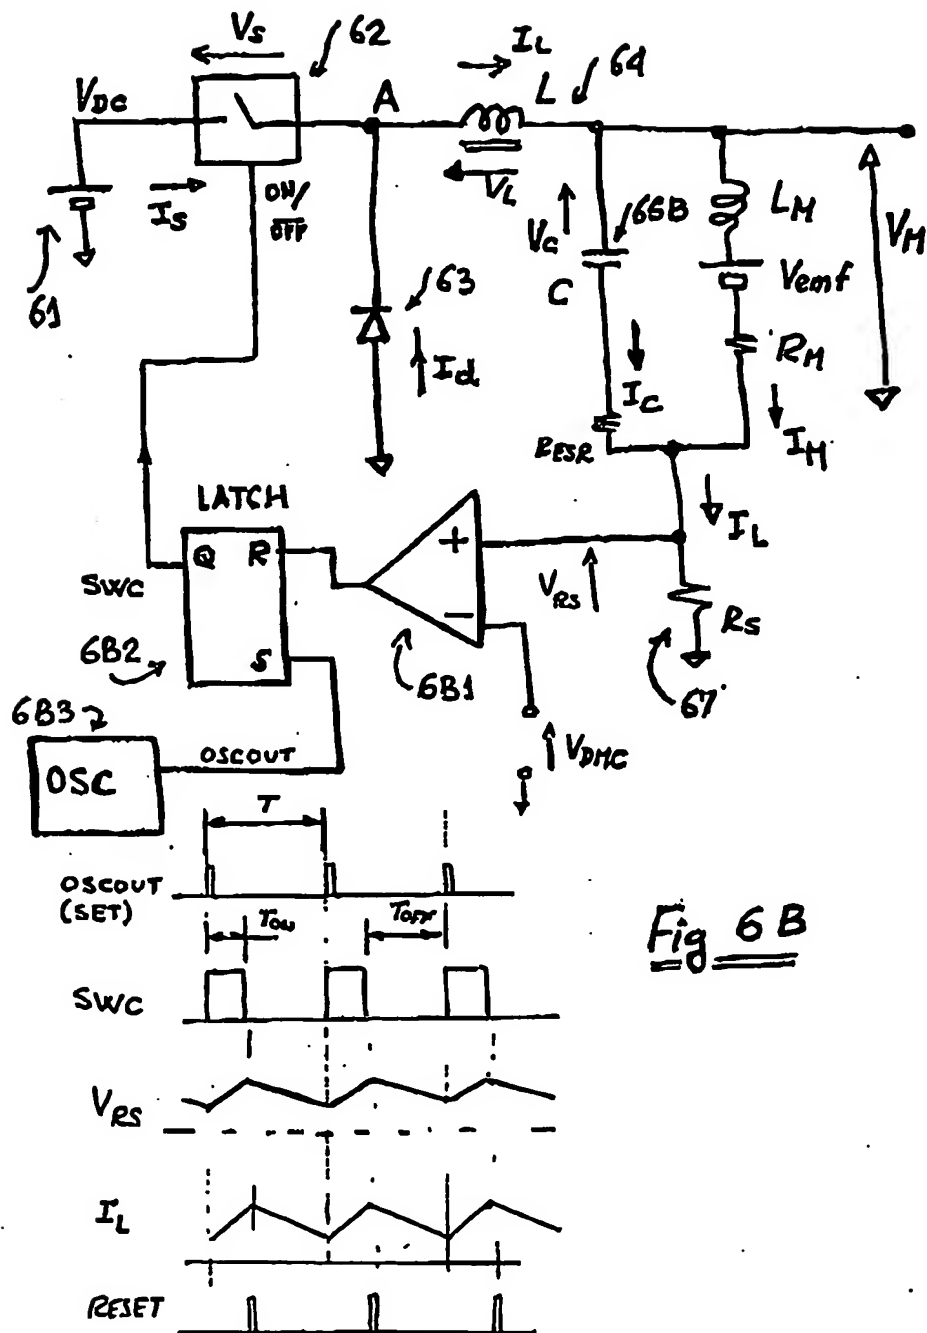 Vs
62
IL
64
VDC
A
L
Is
ON/
OFF
VL
Vc
66B
LM
VM
61
63
C
Vemf
Id
RM
Ic
RESR
IM
LATCH
IL
Q R
+
VRS
SWC
–
Rs
6B2
S
6B1
67
6B3
OSC
OSCOUT
VDMC
T
OSCOUT
(SET)
TON
TOFF
Fig 6B
SWC
VRS
IL
RESET